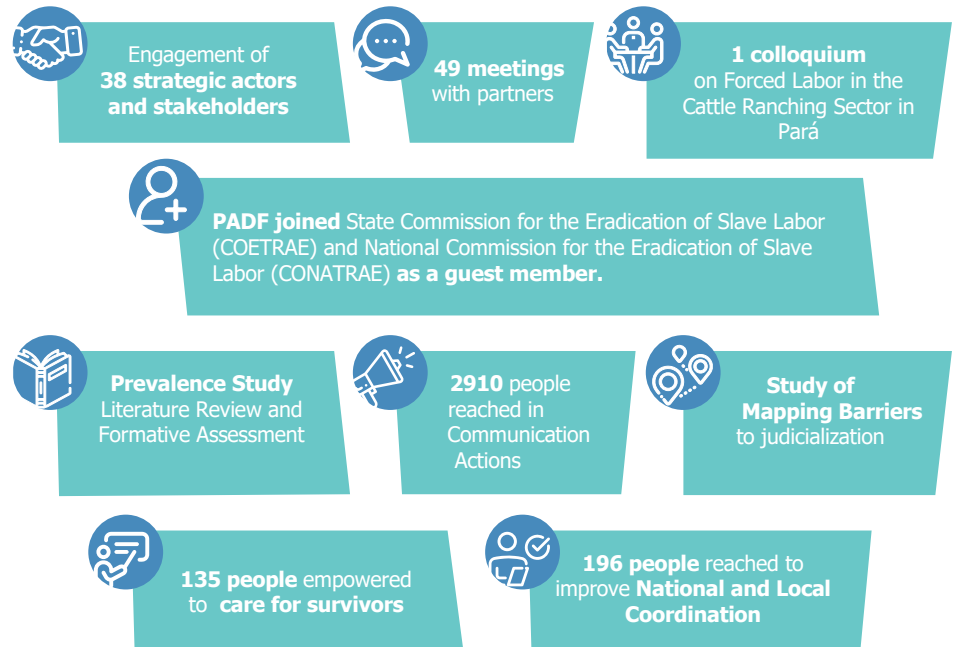 Engagement of
38 strategic actors
and stakeholders
49 meetings
with partners
1 colloquium
on Forced Labor in the
Cattle Ranching Sector in
Pará
PADF joined State Commission for the Eradication of Slave Labor
(COETRAE) and National Commission for the Eradication of Slave
Labor (CONATRAE) as a guest member.
Prevalence Study
Literature Review and
Formative Assessment
2910 people
reached in
Communication
Actions
Study of
Mapping Barriers
to judicialization
135 people empowered
to care for survivors
196 people reached to
improve National and Local
Coordination